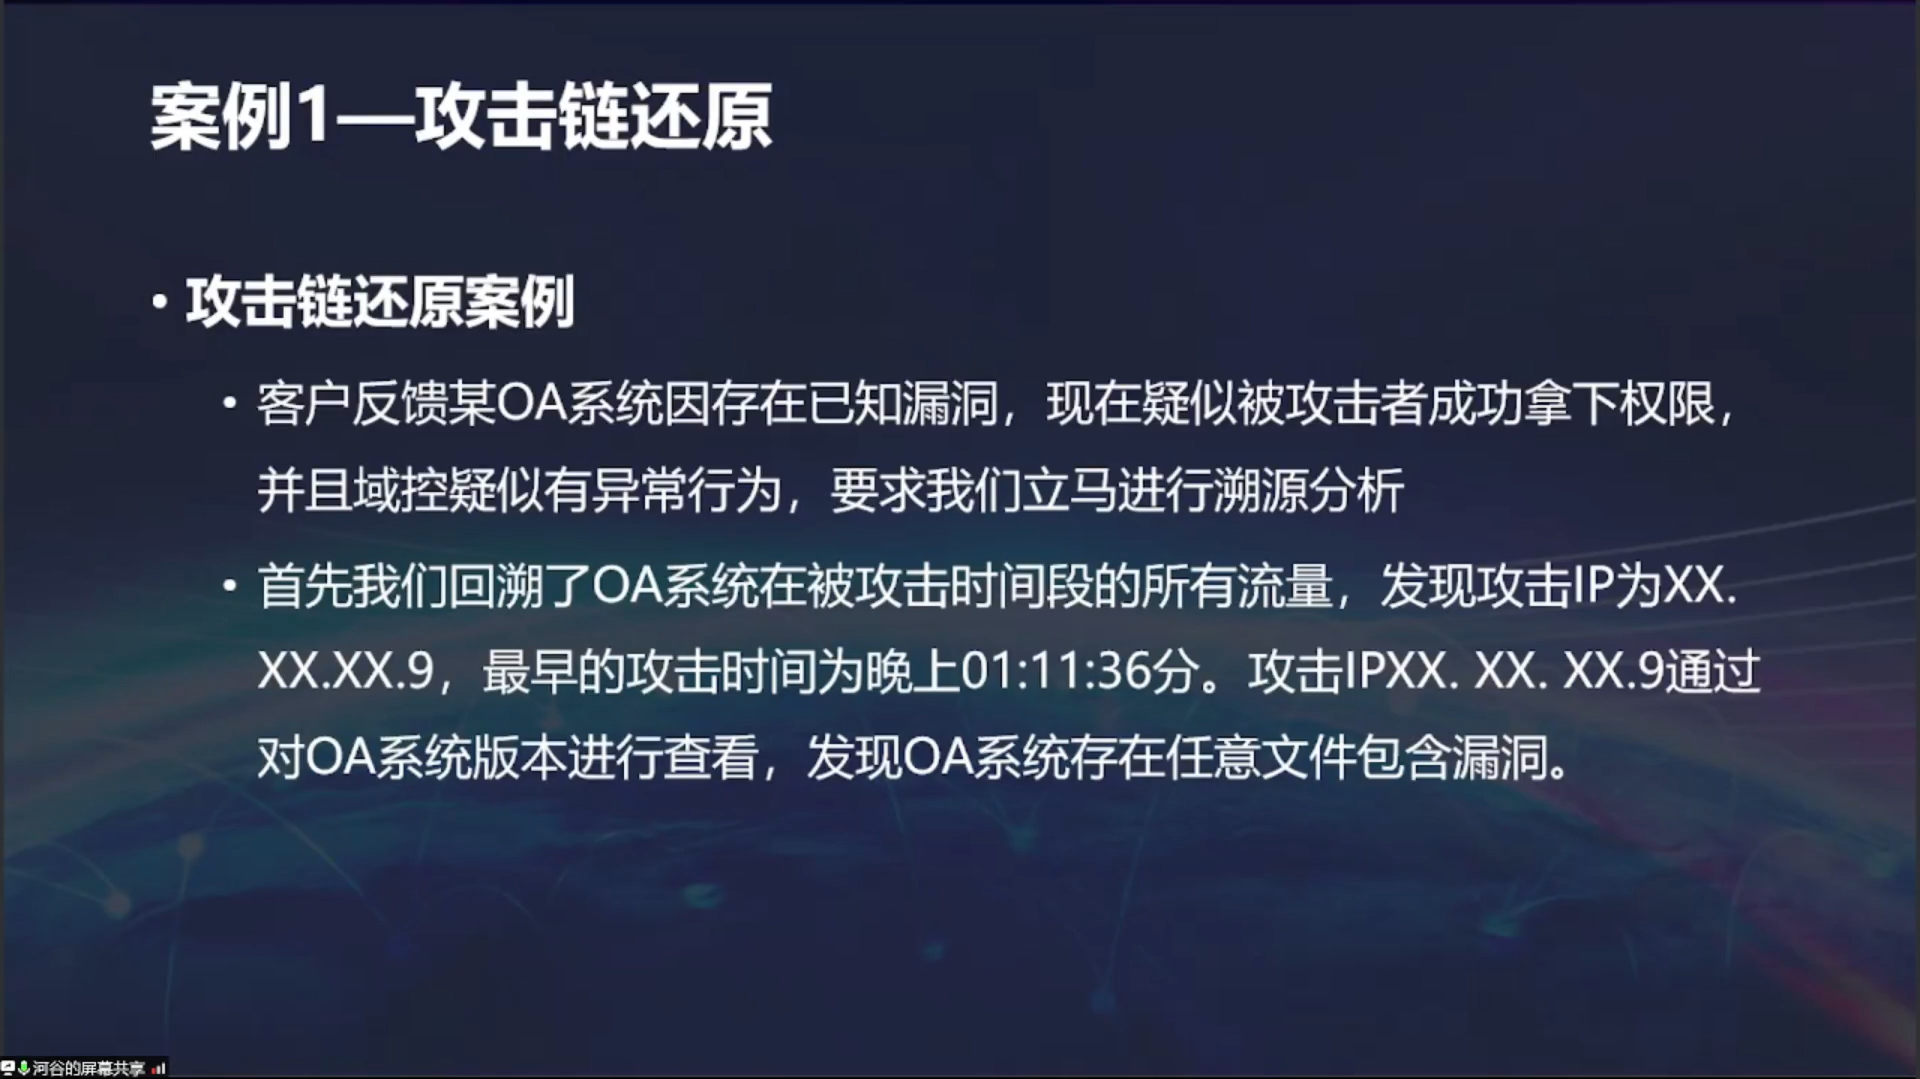 案例1—攻击链还原
• 攻击链还原案例
• 客户反馈某OA系统因存在已知漏洞，现在疑似被攻击者成功拿下权限，
并且域控疑似有异常行为，要求我们立马进行溯源分析
• 首先我们回溯了OA系统在被攻击时间段的所有流量，发现攻击IP为XX.
XX.XX.9，最早的攻击时间为晚上01:11:36分。攻击IPXX. XX. XX.9通过
对OA系统版本进行查看，发现OA系统存在任意文件包含漏洞。
河谷的屏幕共享